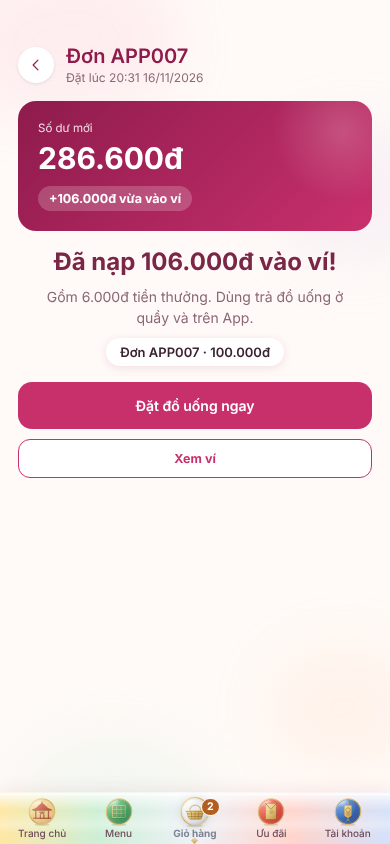 Đơn APP007
Đặt lúc 20:31 16/11/2026
Số dư mới
286.600đ
+106.000đ vừa vào ví
Đã nạp 106.000đ vào ví!
Gồm 6.000đ tiền thưởng. Dùng trả đồ uống ở
quầy và trên App.
Đơn APP007 · 100.000đ
Đặt đồ uống ngay
Xem ví
2
Trang chủ Menu Giỏ hàng Ưu đãi Tài khoản